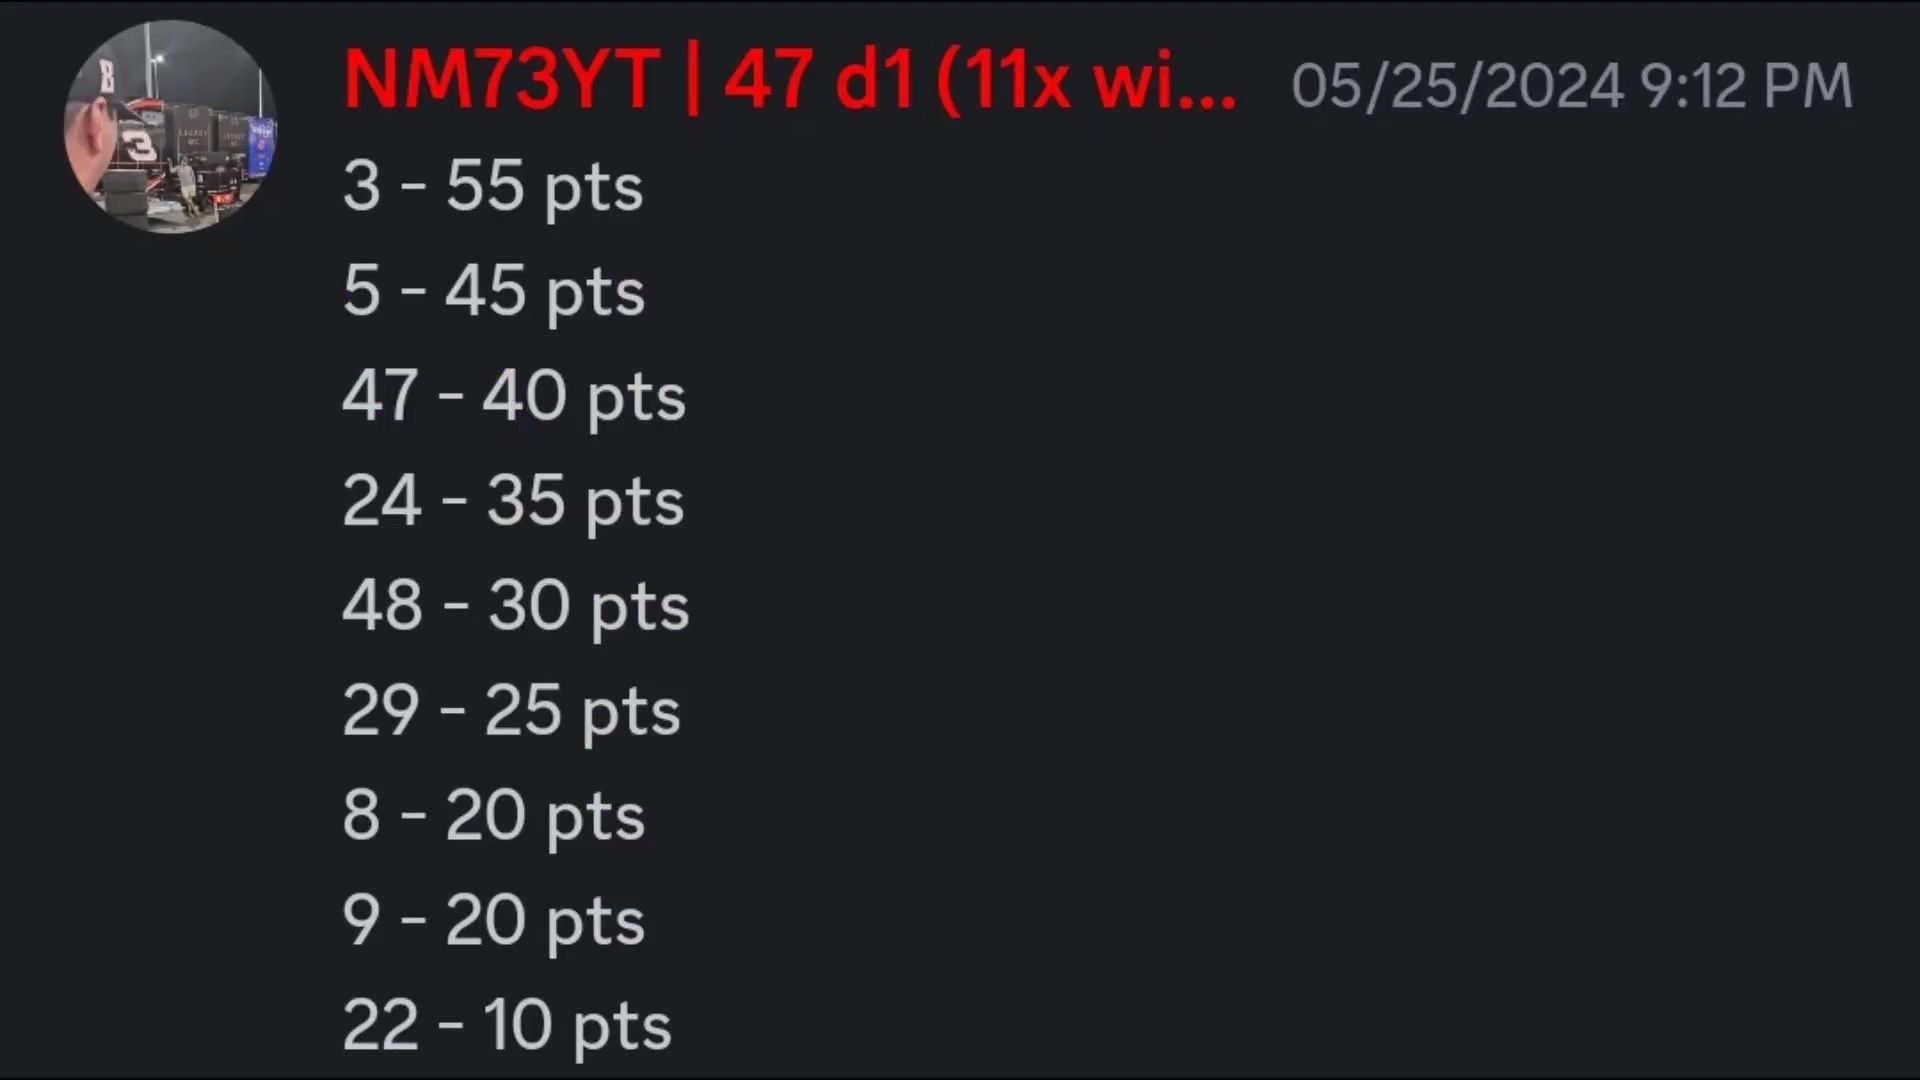 NM73YT | 47 d1 (11x wi... 05/25/2024 9:12 PM
3 - 55 pts
5 - 45 pts
47 - 40 pts
24 - 35 pts
48 - 30 pts
29 - 25 pts
8 - 20 pts
9 - 20 pts
22 - 10 pts
B
3